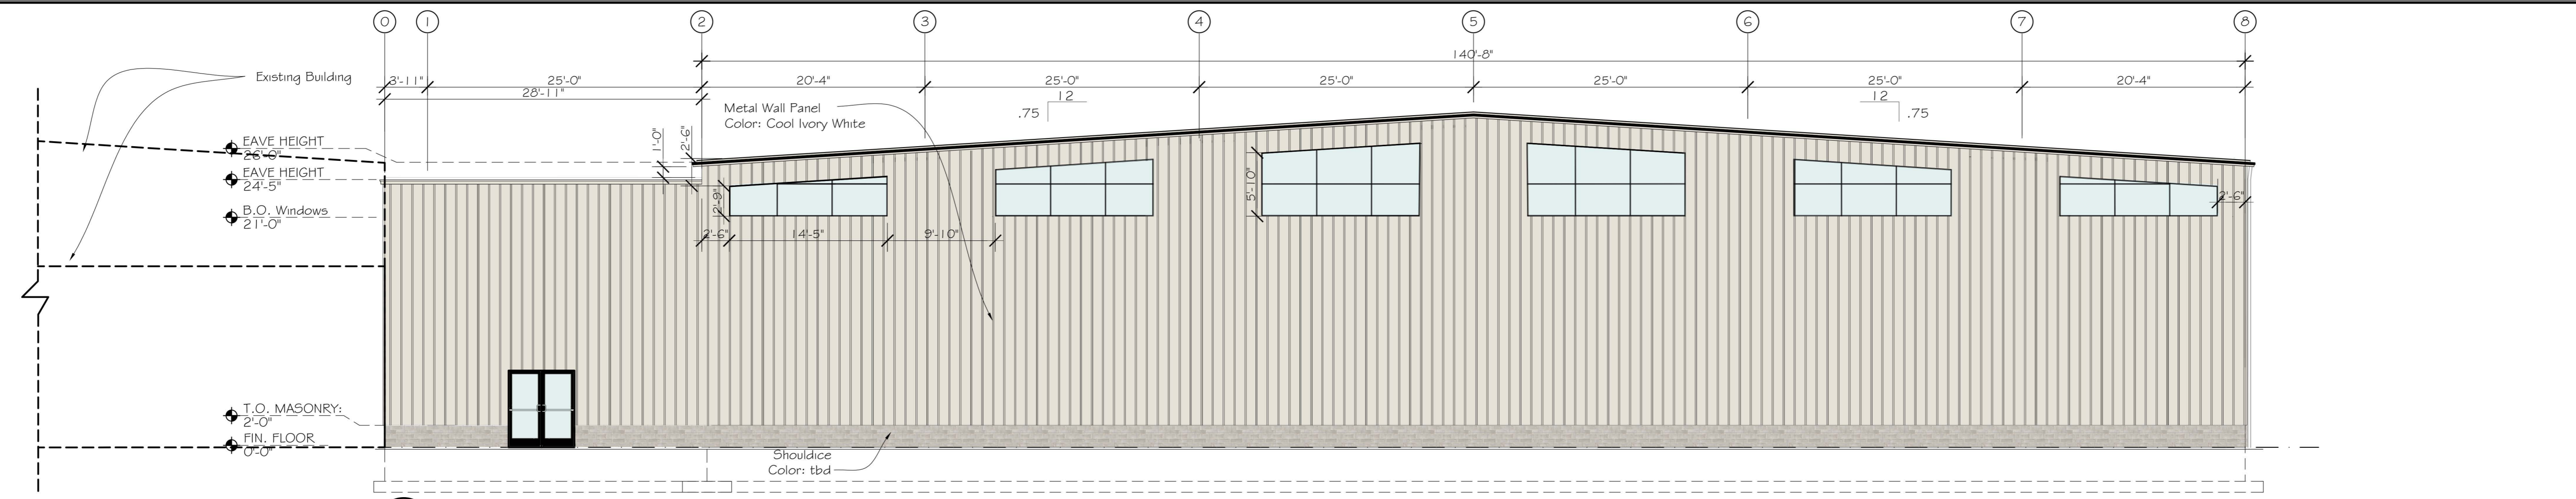 0 1 2 3 4 5 6 7 8
140'-8"
Existing Building
3'-11" 25'-0" 20'-4" 25'-0" 25'-0" 25'-0" 25'-0" 20'-4"
28'-11"
12 12
.75 .75
Metal Wall Panel
Color: Cool Ivory White
1'-0" 2'-6"
EAVE HEIGHT
26'-0"
EAVE HEIGHT
24'-5"
B.O. Windows
21'-0"
2'-9" 5'-10" 2'-6"
2'-6" 14'-5" 9'-10"
T.O. MASONRY:
2'-0"
FIN. FLOOR
0'-0"
Shouldice
Color: tbd